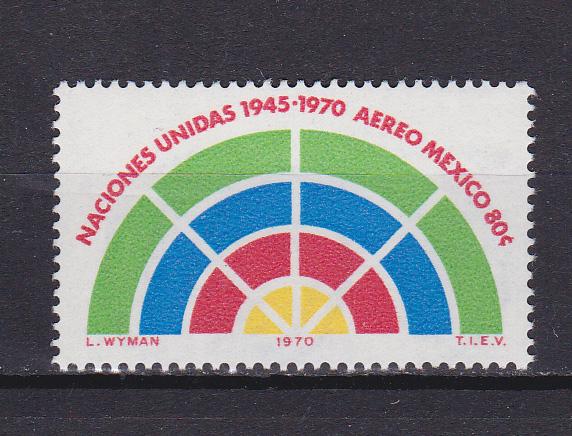 NACIONES UNIDAS 1945·1970 AEREO MEXICO 80¢
L. WYMAN 1970 T.I.E.V.